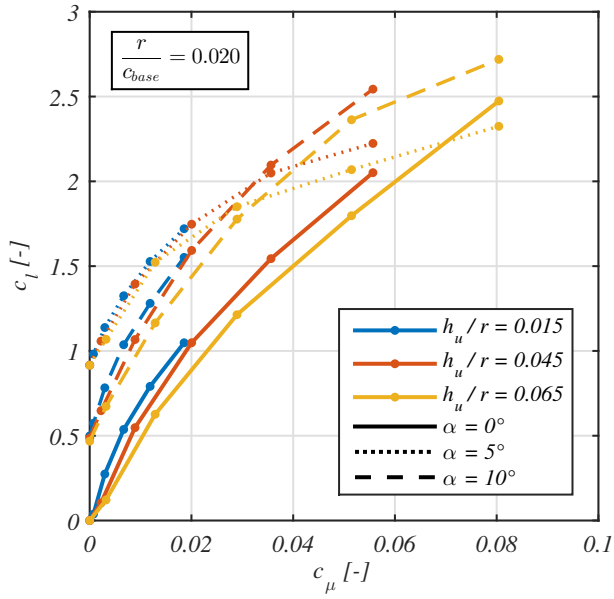 3
2.5
2
1.5
1
0.5
0
0
0.02
0.04
0.06
0.08
0.1
c_l [-]
c_μ [-]
r / c_base = 0.020
h_u / r = 0.015
h_u / r = 0.045
h_u / r = 0.065
α = 0°
α = 5°
α = 10°